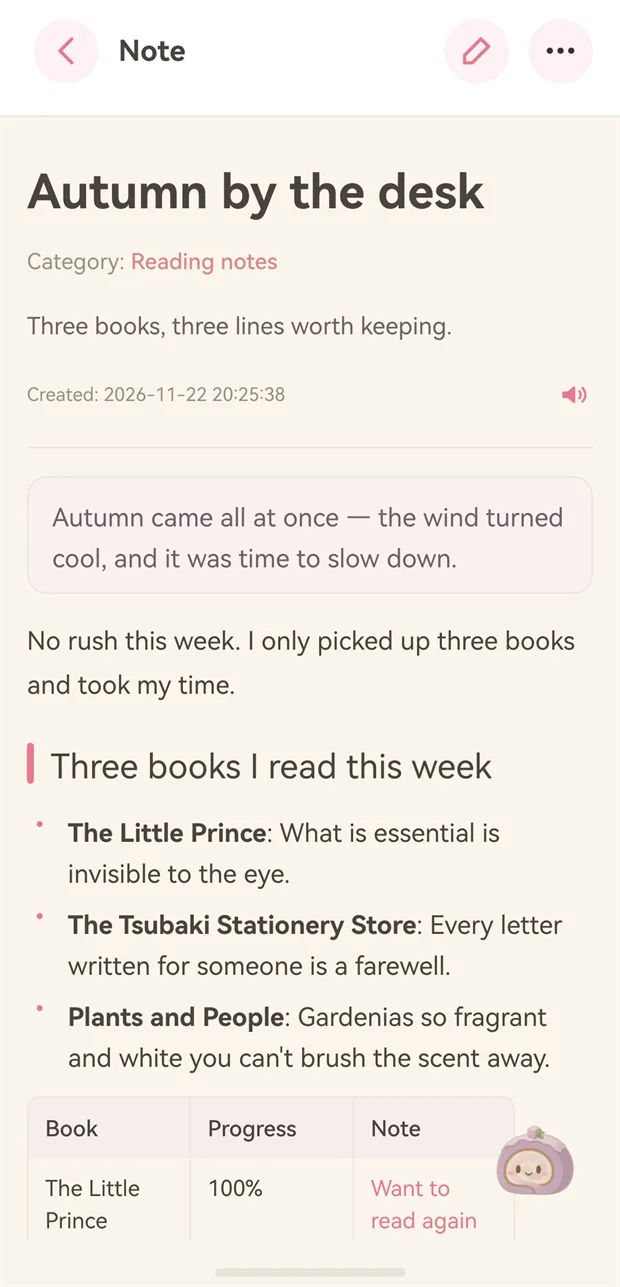 Note
Autumn by the desk
Category: Reading notes
Three books, three lines worth keeping.
Created: 2026-11-22 20:25:38
Autumn came all at once — the wind turned
cool, and it was time to slow down.
No rush this week. I only picked up three books
and took my time.
Three books I read this week
• The Little Prince: What is essential is
invisible to the eye.
• The Tsubaki Stationery Store: Every letter
written for someone is a farewell.
• Plants and People: Gardenias so fragrant
and white you can't brush the scent away.
Book Progress Note
The Little 100% Want to
Prince read again